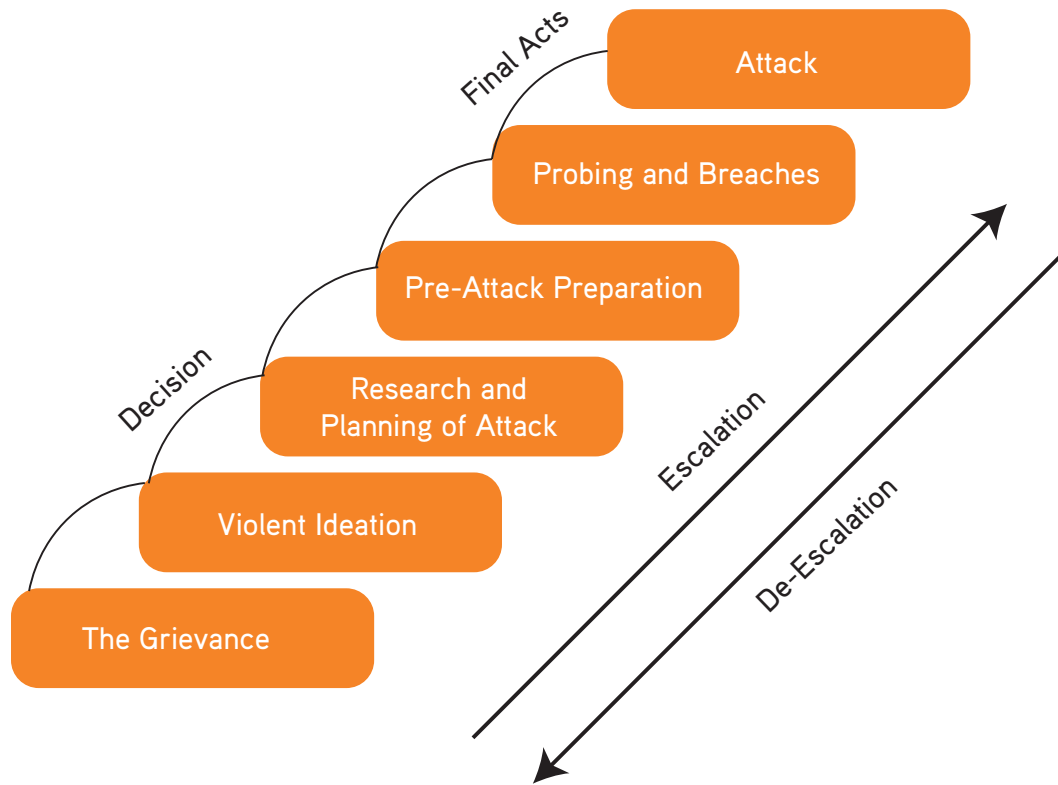 Final Acts
Attack
Probing and Breaches
Pre-Attack Preparation
Decision
Research and
Planning of Attack
Escalation
De-Escalation
Violent Ideation
The Grievance